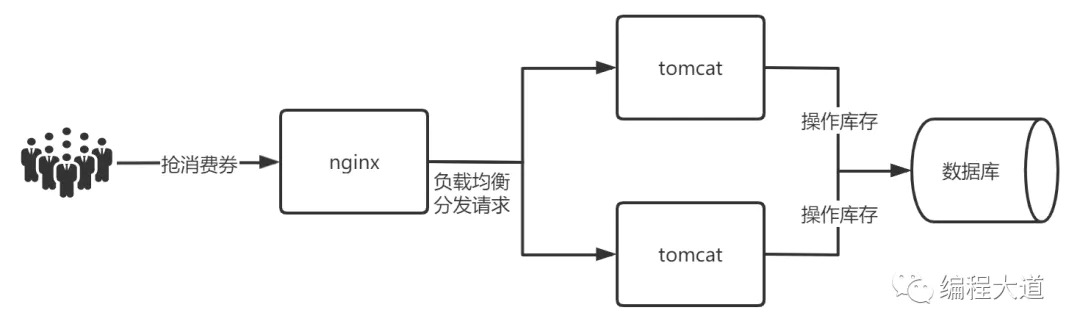 抢消费券
nginx
负载均衡
分发请求
tomcat
操作库存
tomcat
操作库存
数据库
编程大道